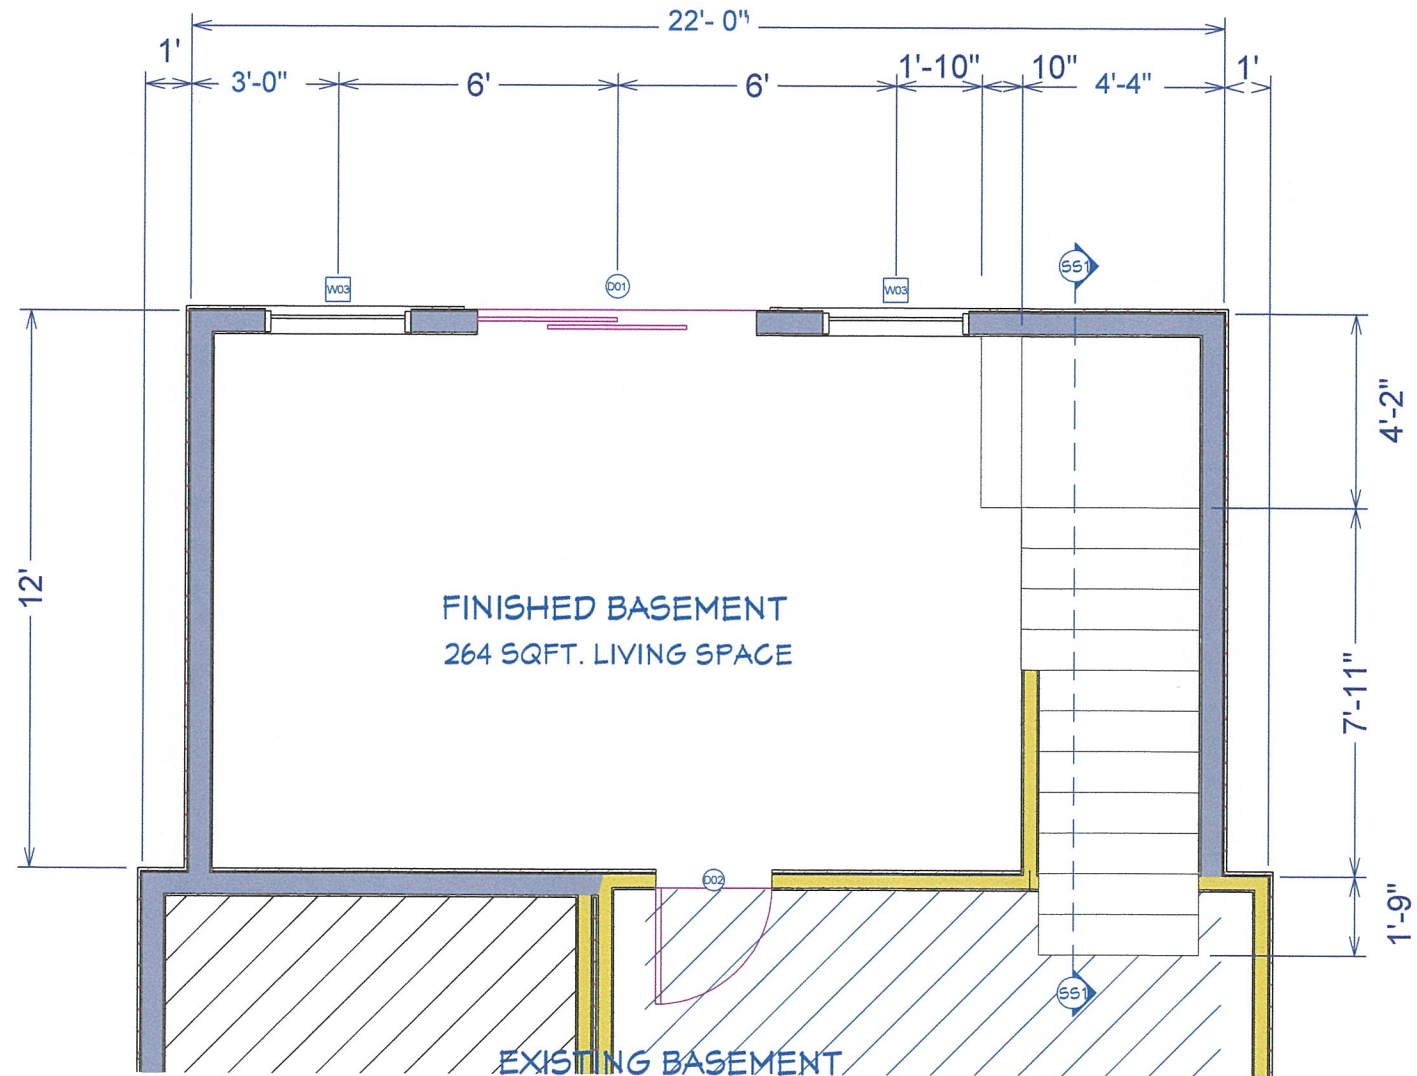 22'- 0"
1'
3'-0"
6'
6'
1'-10"
10"
4'-4"
1'
SS1
W03
D01
W03
4'-2"
12'
FINISHED BASEMENT
264 SQFT. LIVING SPACE
7'-11"
D02
1'-9"
SS1
EXISTING BASEMENT